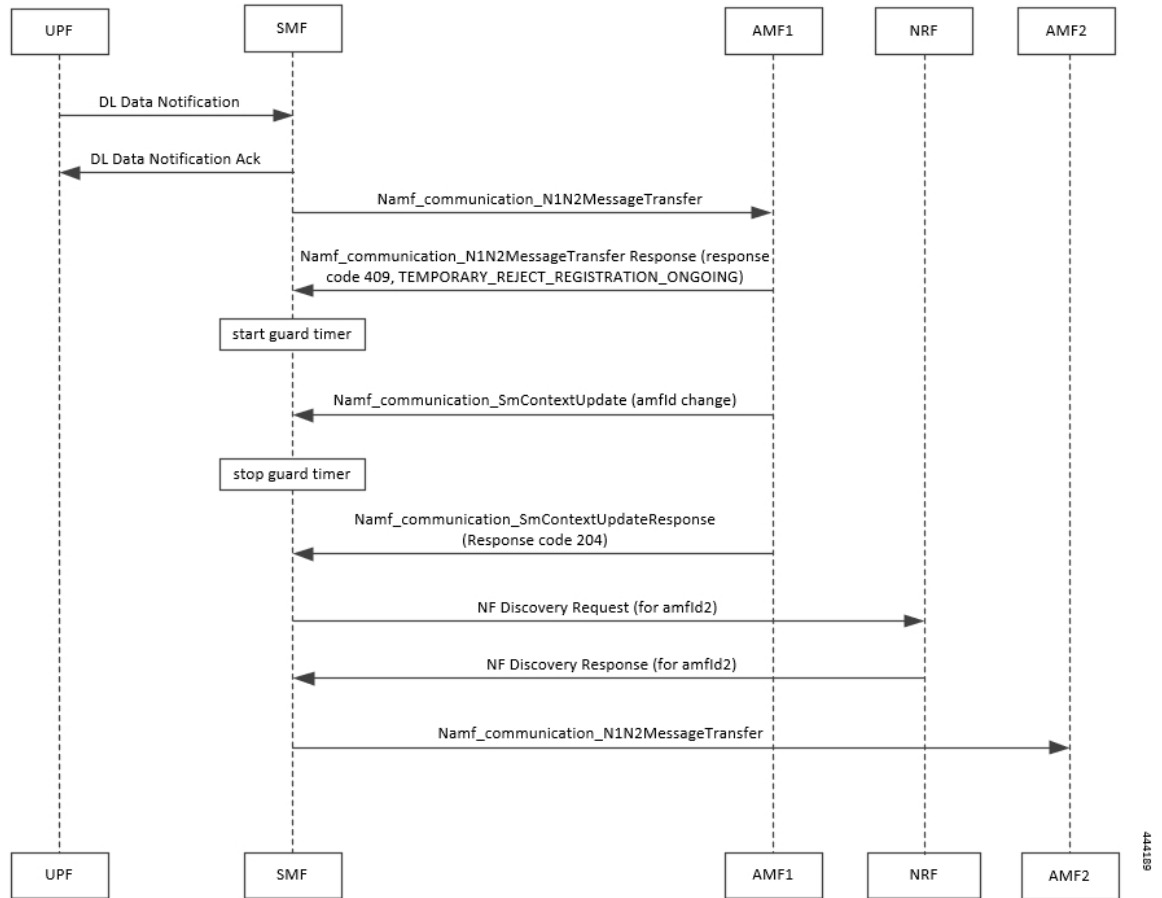 UPF
SMF
AMF1
NRF
AMF2
DL Data Notification
DL Data Notification Ack
Namf_communication_N1N2MessageTransfer
Namf_communication_N1N2MessageTransfer Response (response
code 409, TEMPORARY_REJECT_REGISTRATION_ONGOING)
start guard timer
Namf_communication_SmContextUpdate (amfId change)
stop guard timer
Namf_communication_SmContextUpdateResponse
(Response code 204)
NF Discovery Request (for amfId2)
NF Discovery Response (for amfId2)
Namf_communication_N1N2MessageTransfer
UPF
SMF
AMF1
NRF
AMF2
444189